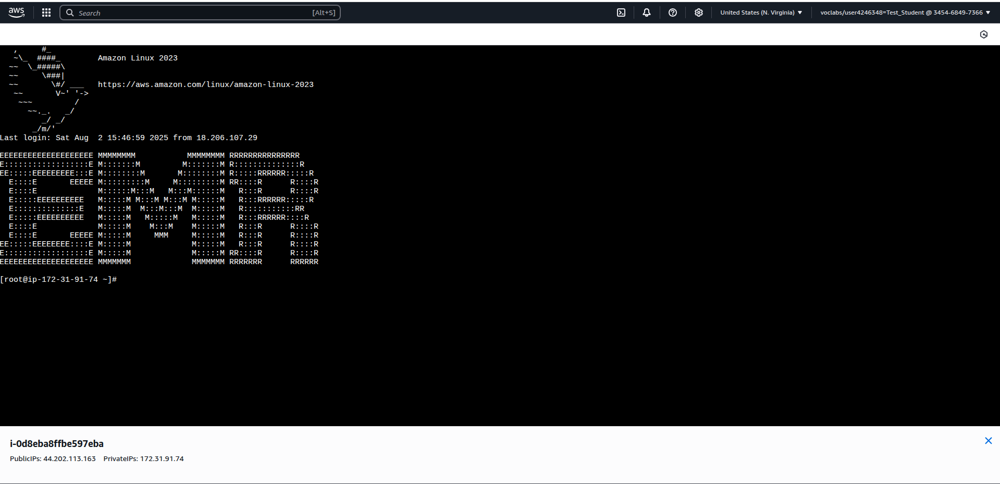 aws Search [Alt+S] United States (N. Virginia) voclabs/user4246348=Test_Student @ 3454-6849-7366
   ,     #_
   ~\_  ####_        Amazon Linux 2023
  ~~  \_#####\
  ~~     \###|
  ~~       \#/ ___   https://aws.amazon.com/linux/amazon-linux-2023
   ~~       V~' '->
    ~~~         /
      ~~._.   _/
         _/ _/
       _/m/'
Last login: Sat Aug  2 15:46:59 2025 from 18.206.107.29
EEEEEEEEEEEEEEEEEEEE MMMMMMMM           MMMMMMMM RRRRRRRRRRRRRRR
E::::::::::::::::::E M:::::::M         M:::::::M R::::::::::::::R
EE:::::EEEEEEEEE:::E M::::::::M       M::::::::M R:::::RRRRRR:::::R
  E::::E       EEEEE M:::::::::M     M:::::::::M RR::::R      R::::R
  E::::E             M::::::M:::M   M:::M::::::M   R:::R      R::::R
  E:::::EEEEEEEEEE   M:::::M M:::M M:::M M:::::M   R:::RRRRRR:::::R
  E::::::::::::::E   M:::::M  M:::M:::M  M:::::M   R:::::::::::RR
  E:::::EEEEEEEEEE   M:::::M   M:::::M   M:::::M   R:::RRRRRR::::R
  E::::E             M:::::M    M:::M    M:::::M   R:::R      R::::R
  E::::E       EEEEE M:::::M     MMM     M:::::M   R:::R      R::::R
EE:::::EEEEEEEE::::E M:::::M             M:::::M   R:::R      R::::R
E::::::::::::::::::E M:::::M             M:::::M RR::::R      R::::R
EEEEEEEEEEEEEEEEEEEE MMMMMMM             MMMMMMM RRRRRRR      RRRRRR
[root@ip-172-31-91-74 ~]#
i-0d8eba8ffbe597eba
PublicIPs: 44.202.113.163 PrivateIPs: 172.31.91.74